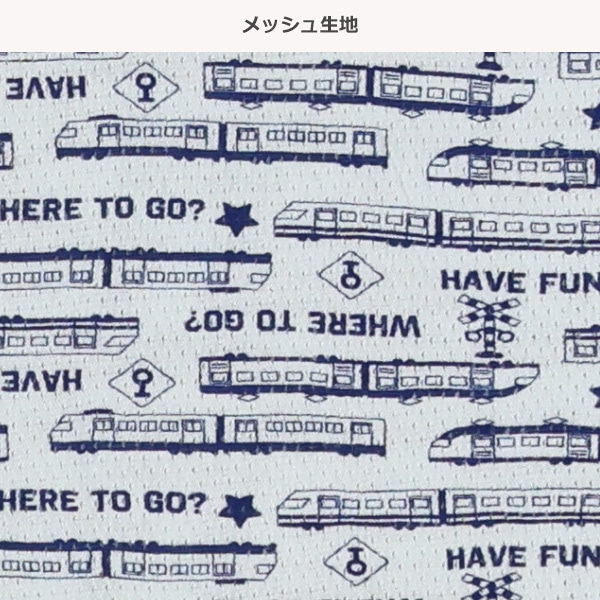 メッシュ生地
HAVE
HERE TO GO?
HAVE FUN
WHERE TO GO?
HAVE
HERE TO GO?
HAVE FUN